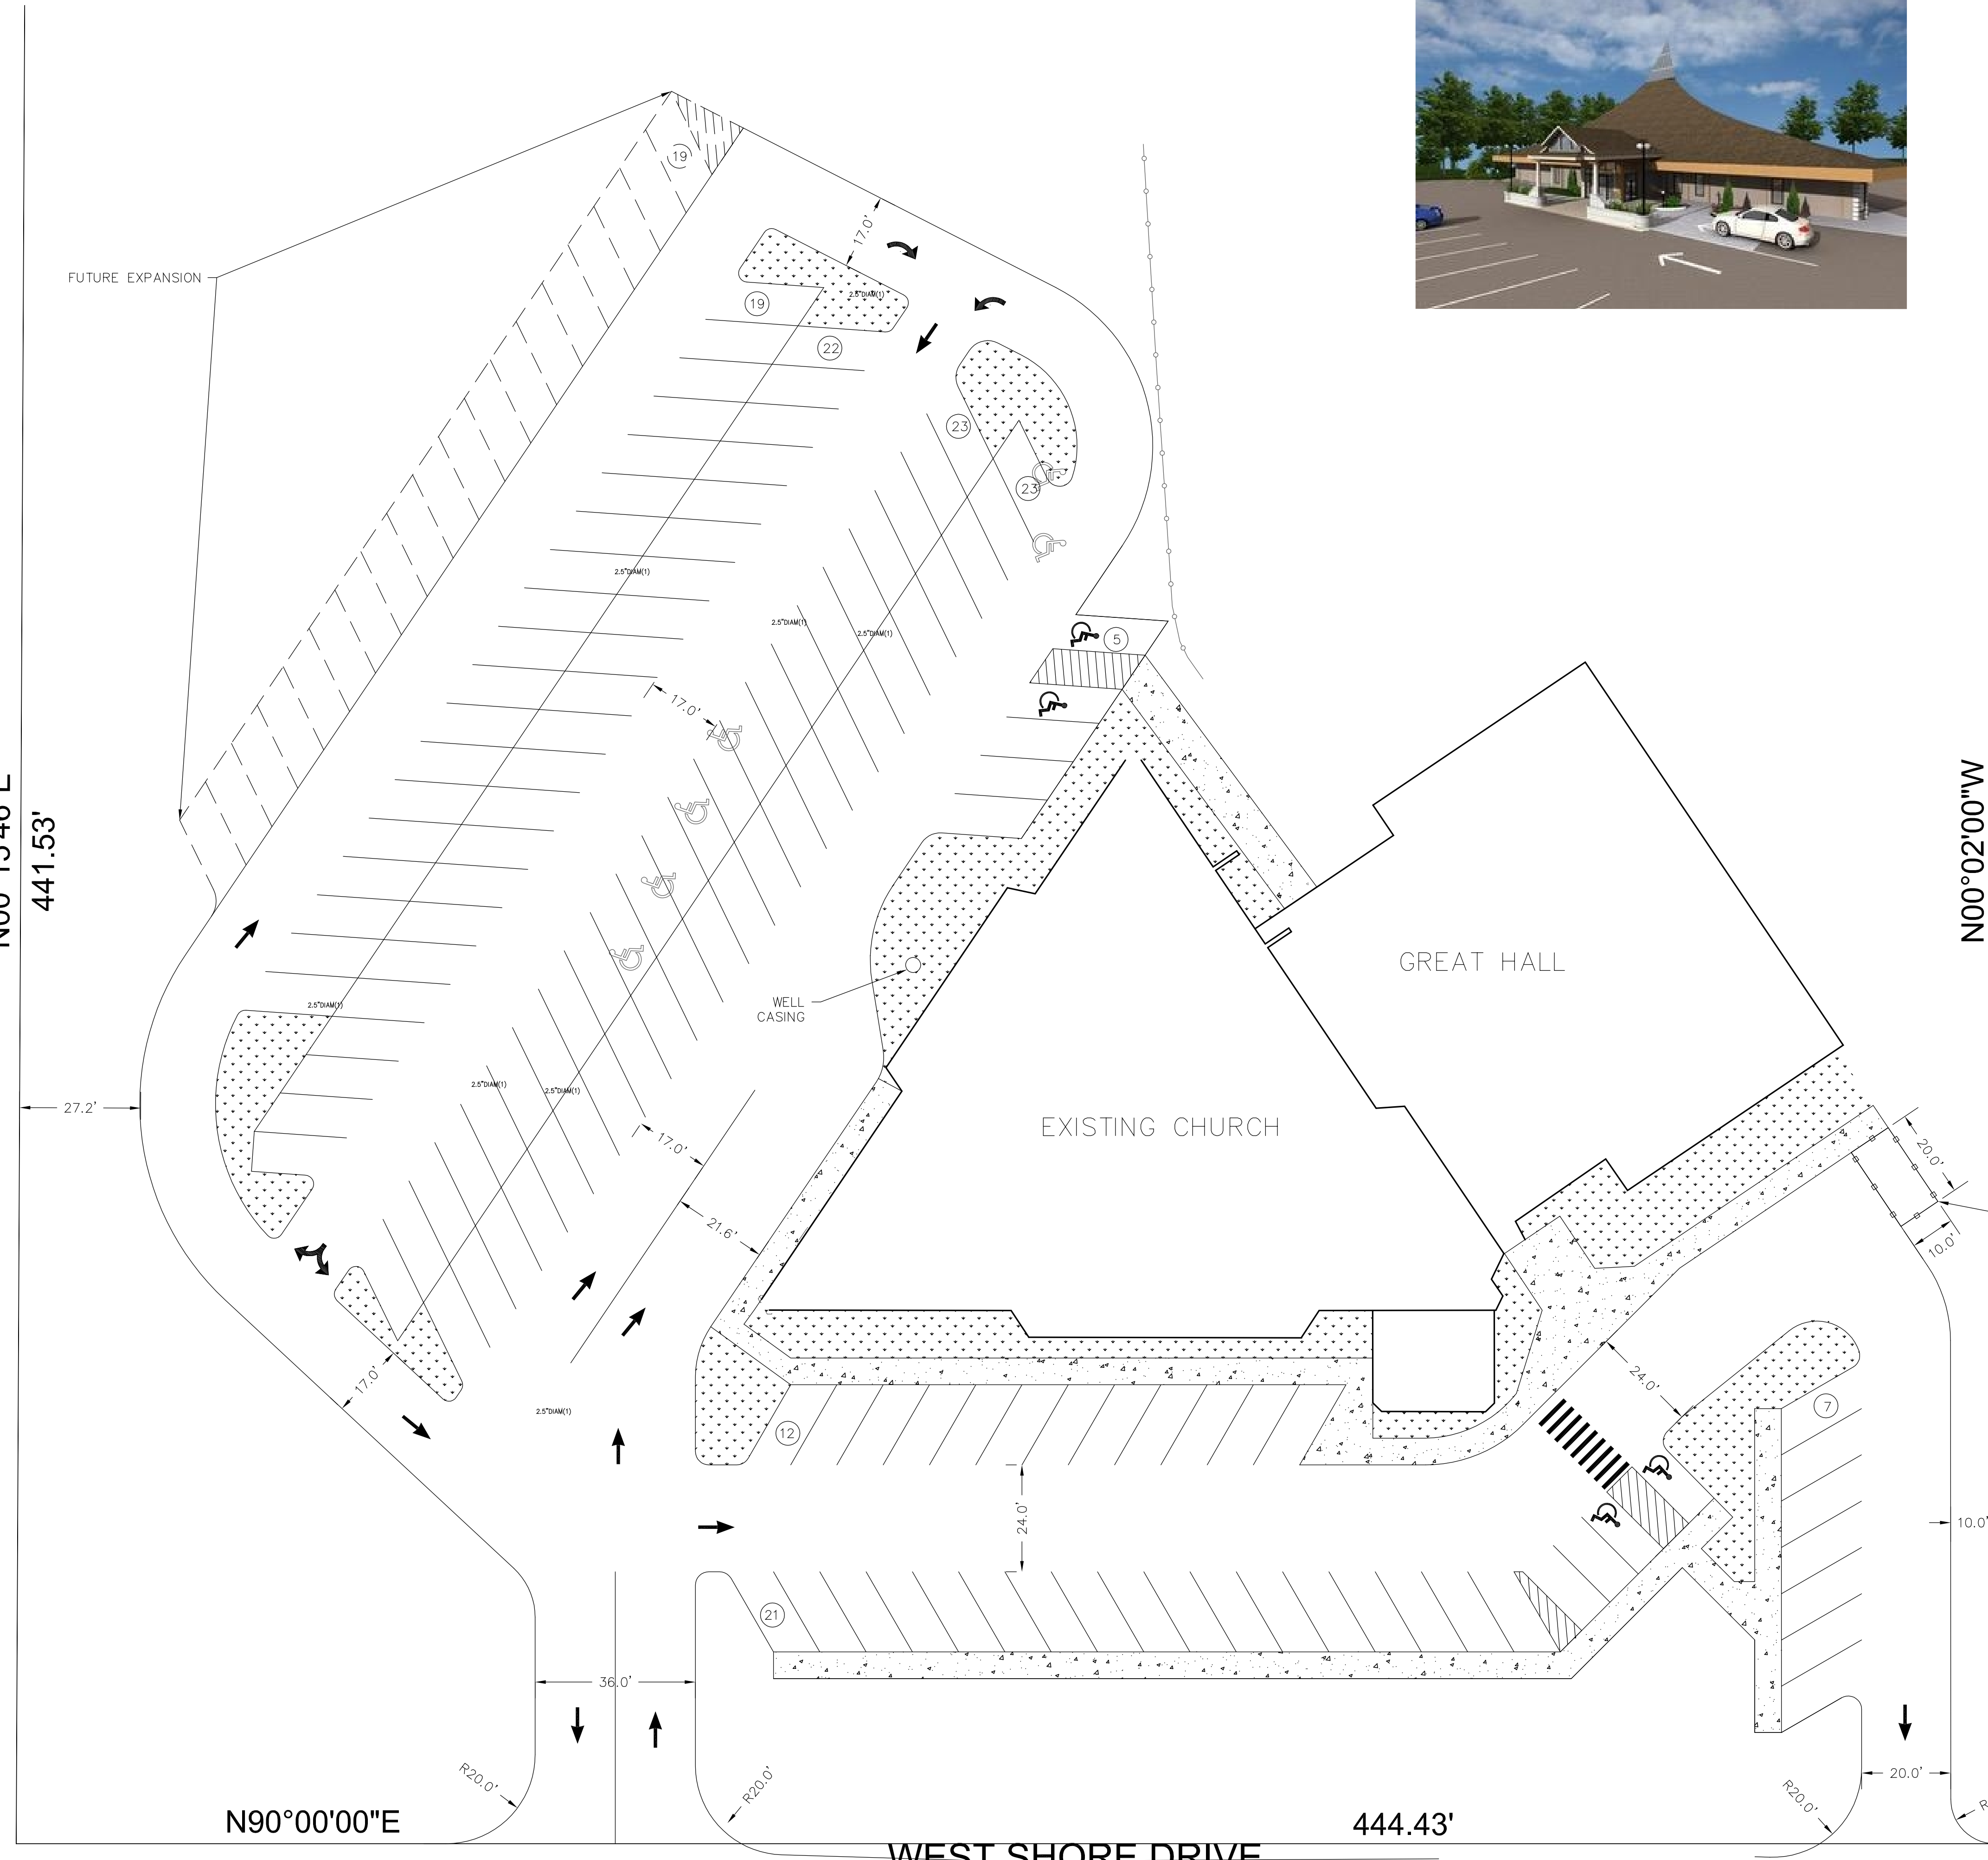 19
17.0'
FUTURE EXPANSION
19
2.5"DIAM(1)
22
23
23
2.5"DIAM(1)
2.5"DIAM(1)
2.5"DIAM(1)
5
17.0'
441.53'
N00°02'00"W
GREAT HALL
WELL
CASING
2.5"DIAM(1)
2.5"DIAM(1)
2.5"DIAM(1)
27.2'
EXISTING CHURCH
17.0'
20.0'
21.6'
10.0'
17.0'
24.0'
7
2.5"DIAM(1)
12
24.0'
10.0'
21
36.0'
R20.0'
R20.0'
R20.0'
20.0'
N90°00'00"E
444.43'
WEST SHORE DRIVE